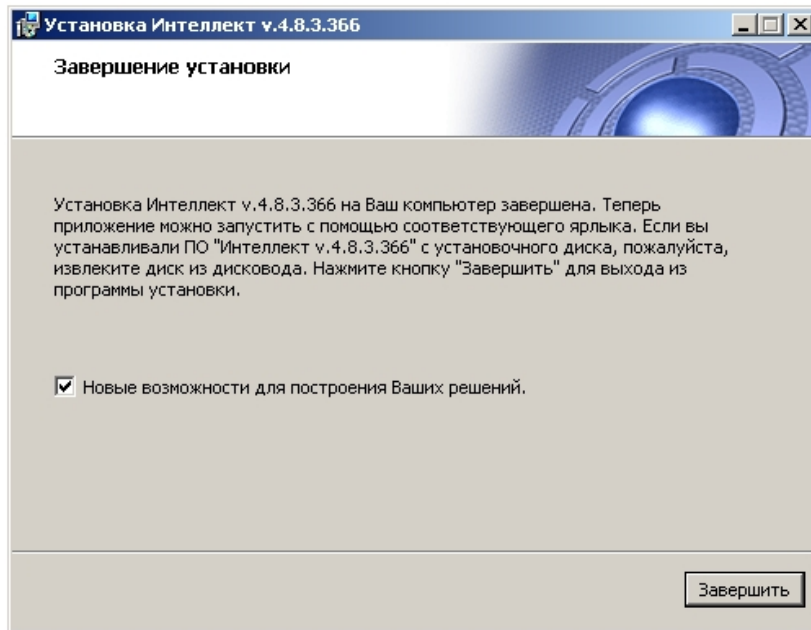 Установка Интеллект v.4.8.3.366
Завершение установки
Установка Интеллект v.4.8.3.366 на Ваш компьютер завершена. Теперь
приложение можно запустить с помощью соответствующего ярлыка. Если вы
устанавливали ПО "Интеллект v.4.8.3.366" с установочного диска, пожалуйста,
извлеките диск из дисковода. Нажмите кнопку "Завершить" для выхода из
программы установки.
Новые возможности для построения Ваших решений.
Завершить